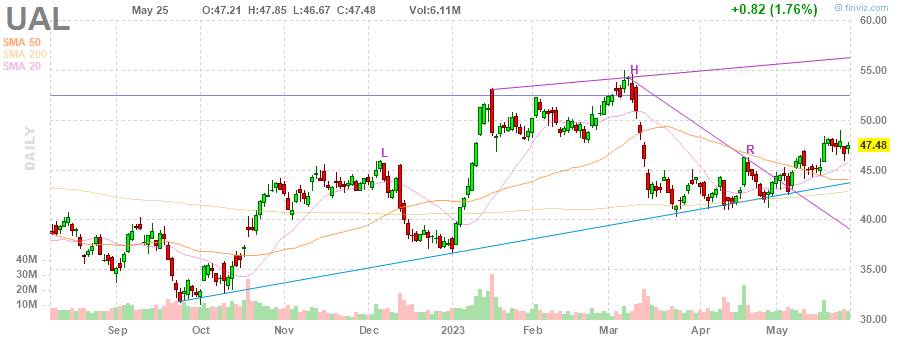 UAL
May 25
O:47.21 H:47.85 L:46.67 C:47.48 Vol:6.11M
+0.82 (1.76%)
© finviz.com
SMA 50
SMA 200
SMA 20
DAILY
L
H
R
60.00
55.00
50.00
47.48
45.00
40.00
35.00
30.00
40M
30M
20M
10M
Sep Oct Nov Dec 2023 Feb Mar Apr May